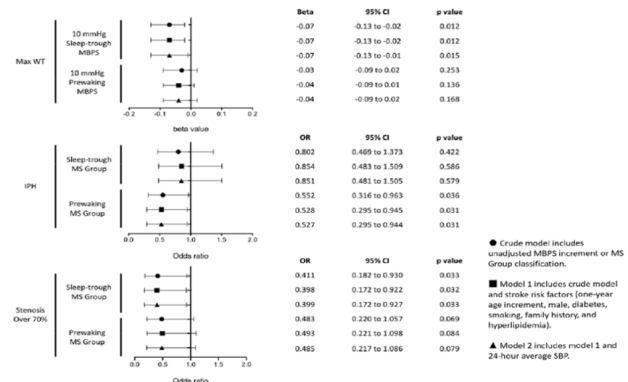 Beta 95% CI p value
Max WT
10 mmHg
Sleep-trough
MBPS
-0.07 -0.13 to -0.02 0.012
-0.07 -0.13 to -0.02 0.012
-0.07 -0.13 to -0.01 0.015
10 mmHg
Prewaking
MBPS
-0.03 -0.09 to 0.02 0.253
-0.04 -0.09 to 0.01 0.136
-0.04 -0.09 to 0.02 0.168
-0.2 -0.1 0.0 0.1 0.2
beta value
OR 95% CI p value
IPH
Sleep-trough
MS Group
0.802 0.469 to 1.373 0.422
0.854 0.483 to 1.509 0.586
0.851 0.481 to 1.505 0.579
Prewaking
MS Group
0.552 0.316 to 0.963 0.036
0.528 0.295 to 0.945 0.031
0.527 0.295 to 0.944 0.031
0.0 0.5 1.0 1.5 2.0
Odds ratio
OR 95% CI p value
Stenosis
Over 70%
Sleep-trough
MS Group
0.411 0.182 to 0.930 0.033
0.398 0.172 to 0.922 0.032
0.399 0.172 to 0.927 0.033
Prewaking
MS Group
0.483 0.220 to 1.057 0.069
0.493 0.221 to 1.098 0.084
0.485 0.217 to 1.086 0.079
0.0 0.5 1.0 1.5 2.0
Odds ratio
● Crude model includes
unadjusted MBPS increment or MS
Group classification.
■ Model 1 includes crude model
and stroke risk factors (one-year
age increment, male, diabetes,
smoking, family history, and
hyperlipidemia).
▲ Model 2 includes model 1 and
24-hour average SBP.